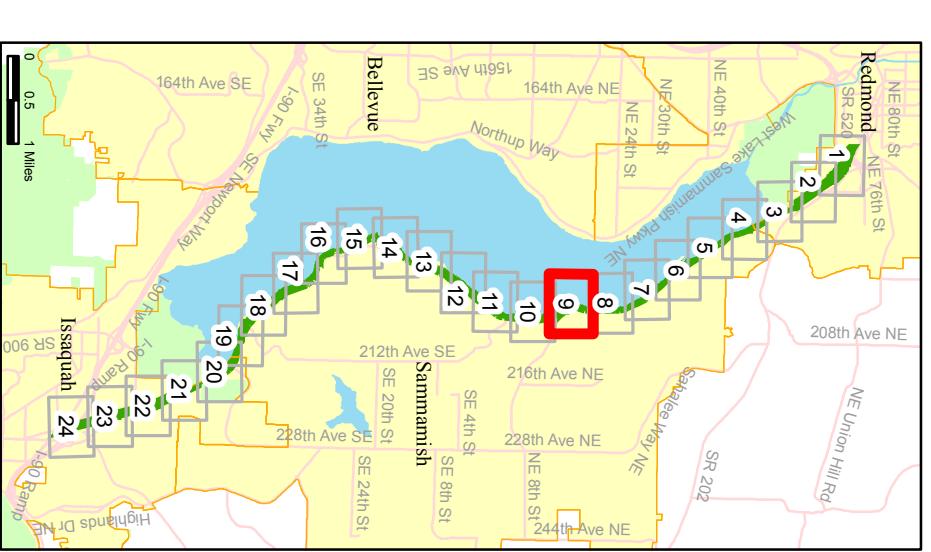 Redmond
NE 80th St
SR 520
NE 76th St
NE 40th St
NE 30th St
NE 24th St
164th Ave NE
156th Ave SE
Bellevue
SE 34th St
164th Ave SE
I-90 Fwy
SE Newport Way
Northup Way
West Lake Sammamish Pkwy NE
NE
1
2
3
4
5
6
7
8
9
10
11
12
13
14
15
16
17
18
19
20
21
22
23
24
208th Ave NE
Sahalee Way NE
NE Union Hill Rd
SR 202
216th Ave NE
212th Ave SE
Sammamish
SE 20th St
SE 4th St
228th Ave SE
228th Ave NE
SE 24th St
SE 8th St
NE 8th St
244th Ave NE
I-90 Fwy
I-90 Ramp
SR 900
Issaquah
I-90 Ramp
Highlands Dr NE
0 0.5 1 Miles